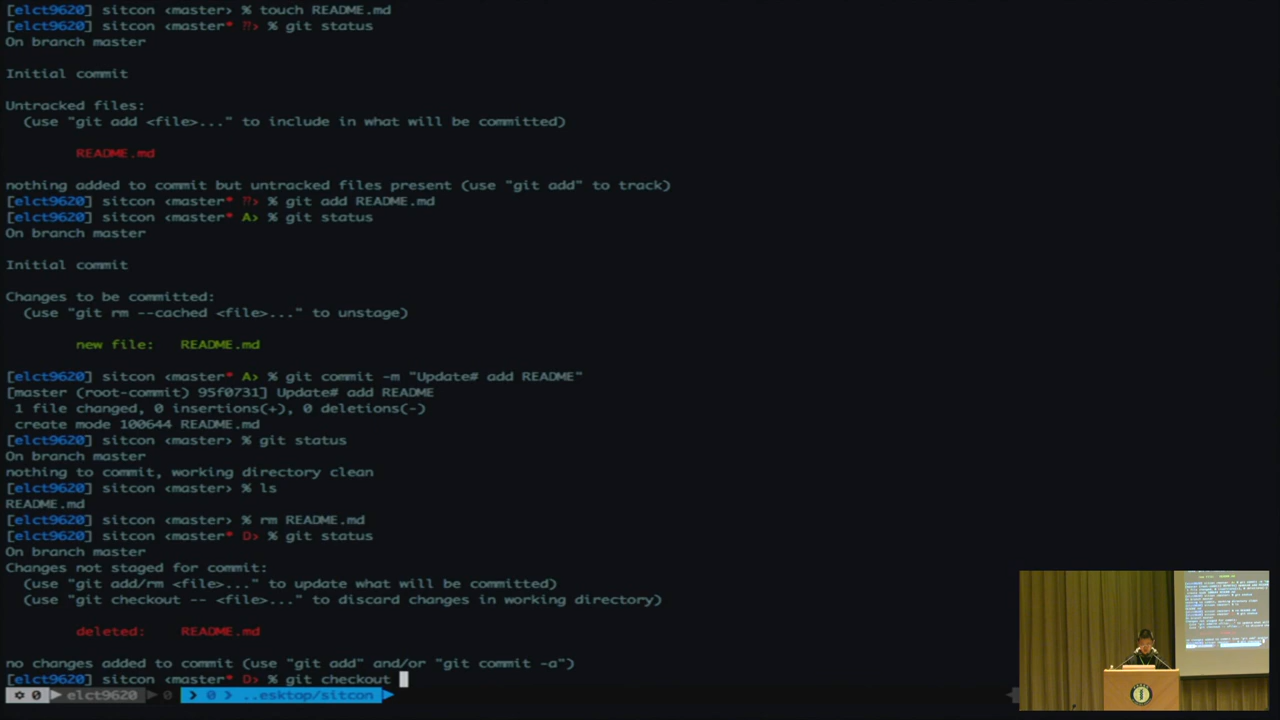 [elct9620] sitcon <master> % touch README.md
[elct9620] sitcon <master* ⁇> % git status
On branch master
Initial commit
Untracked files:
(use "git add <file>..." to include in what will be committed)
README.md
nothing added to commit but untracked files present (use "git add" to track)
[elct9620] sitcon <master* ⁇> % git add README.md
[elct9620] sitcon <master* A> % git status
On branch master
Initial commit
Changes to be committed:
(use "git rm --cached <file>..." to unstage)
new file: README.md
[elct9620] sitcon <master* A> % git commit -m "Update# add README"
[master (root-commit) 95f0731] Update# add README
1 file changed, 0 insertions(+), 0 deletions(-)
create mode 100644 README.md
[elct9620] sitcon <master> % git status
On branch master
nothing to commit, working directory clean
[elct9620] sitcon <master> % ls
README.md
[elct9620] sitcon <master> % rm README.md
[elct9620] sitcon <master* D> % git status
On branch master
Changes not staged for commit:
(use "git add/rm <file>..." to update what will be committed)
(use "git checkout -- <file>..." to discard changes in working directory)
deleted: README.md
no changes added to commit (use "git add" and/or "git commit -a")
[elct9620] sitcon <master* D> % git checkout
0 elct9620 0 > 0 > ..esktop/sitcon